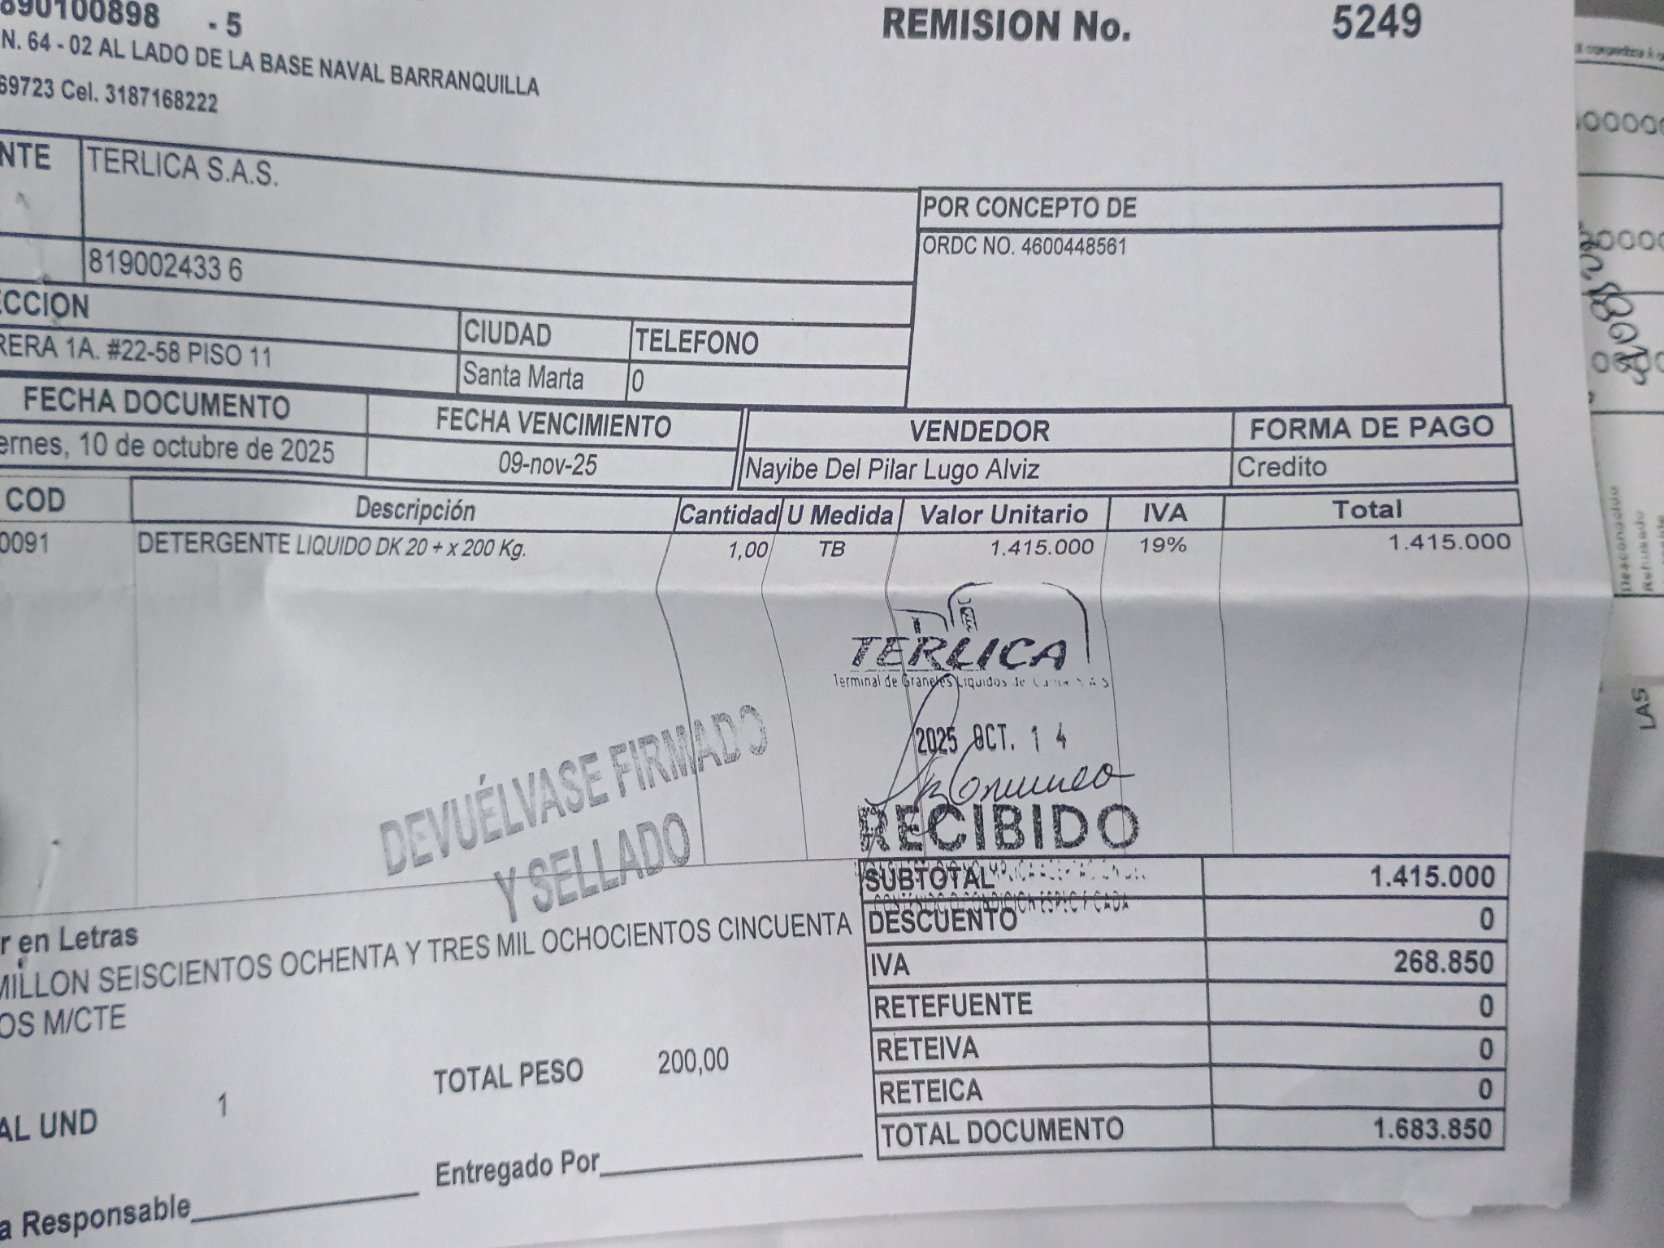 890100898 - 5
REMISION No. 5249
N. 64 - 02 AL LADO DE LA BASE NAVAL BARRANQUILLA
69723 Cel. 3187168222
NTE TERLICA S.A.S.
819002433 6
POR CONCEPTO DE
ORDC NO. 4600448561
ECCION CIUDAD TELEFONO
RERA 1A. #22-58 PISO 11 Santa Marta 0
FECHA DOCUMENTO FECHA VENCIMIENTO VENDEDOR FORMA DE PAGO
ernes, 10 de octubre de 2025 09-nov-25 Nayibe Del Pilar Lugo Alviz Credito
COD Descripción Cantidad U Medida Valor Unitario IVA Total
0091 DETERGENTE LIQUIDO DK 20 + x 200 Kg. 1,00 TB 1.415.000 19% 1.415.000
TERLICA
Terminal de Graneles Líquidos de
2025 OCT. 14
RECIBIDO
DEVUÉLVASE FIRMADO
Y SELLADO
SUBTOTAL 1.415.000
DESCUENTO 0
IVA 268.850
RETEFUENTE 0
RETEIVA 0
RETEICA 0
TOTAL DOCUMENTO 1.683.850
r en Letras
MILLON SEISCIENTOS OCHENTA Y TRES MIL OCHOCIENTOS CINCUENTA
OS M/CTE
TOTAL PESO 200,00
AL UND 1
Entregado Por
a Responsable
LAS